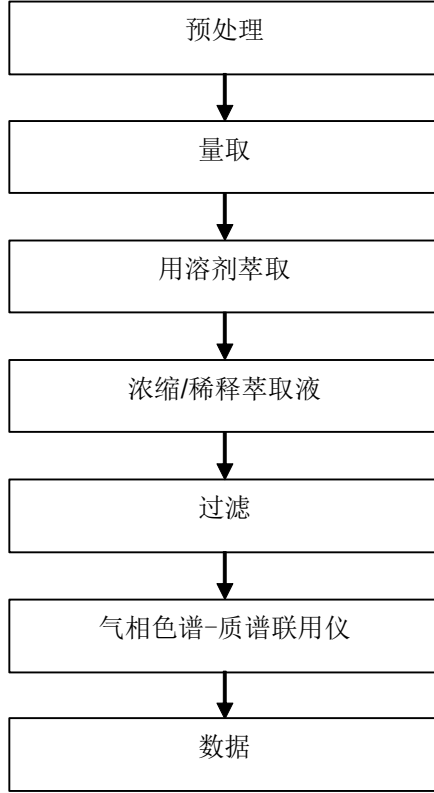 预处理
量取
用溶剂萃取
浓缩/稀释萃取液
过滤
气相色谱-质谱联用仪
数据